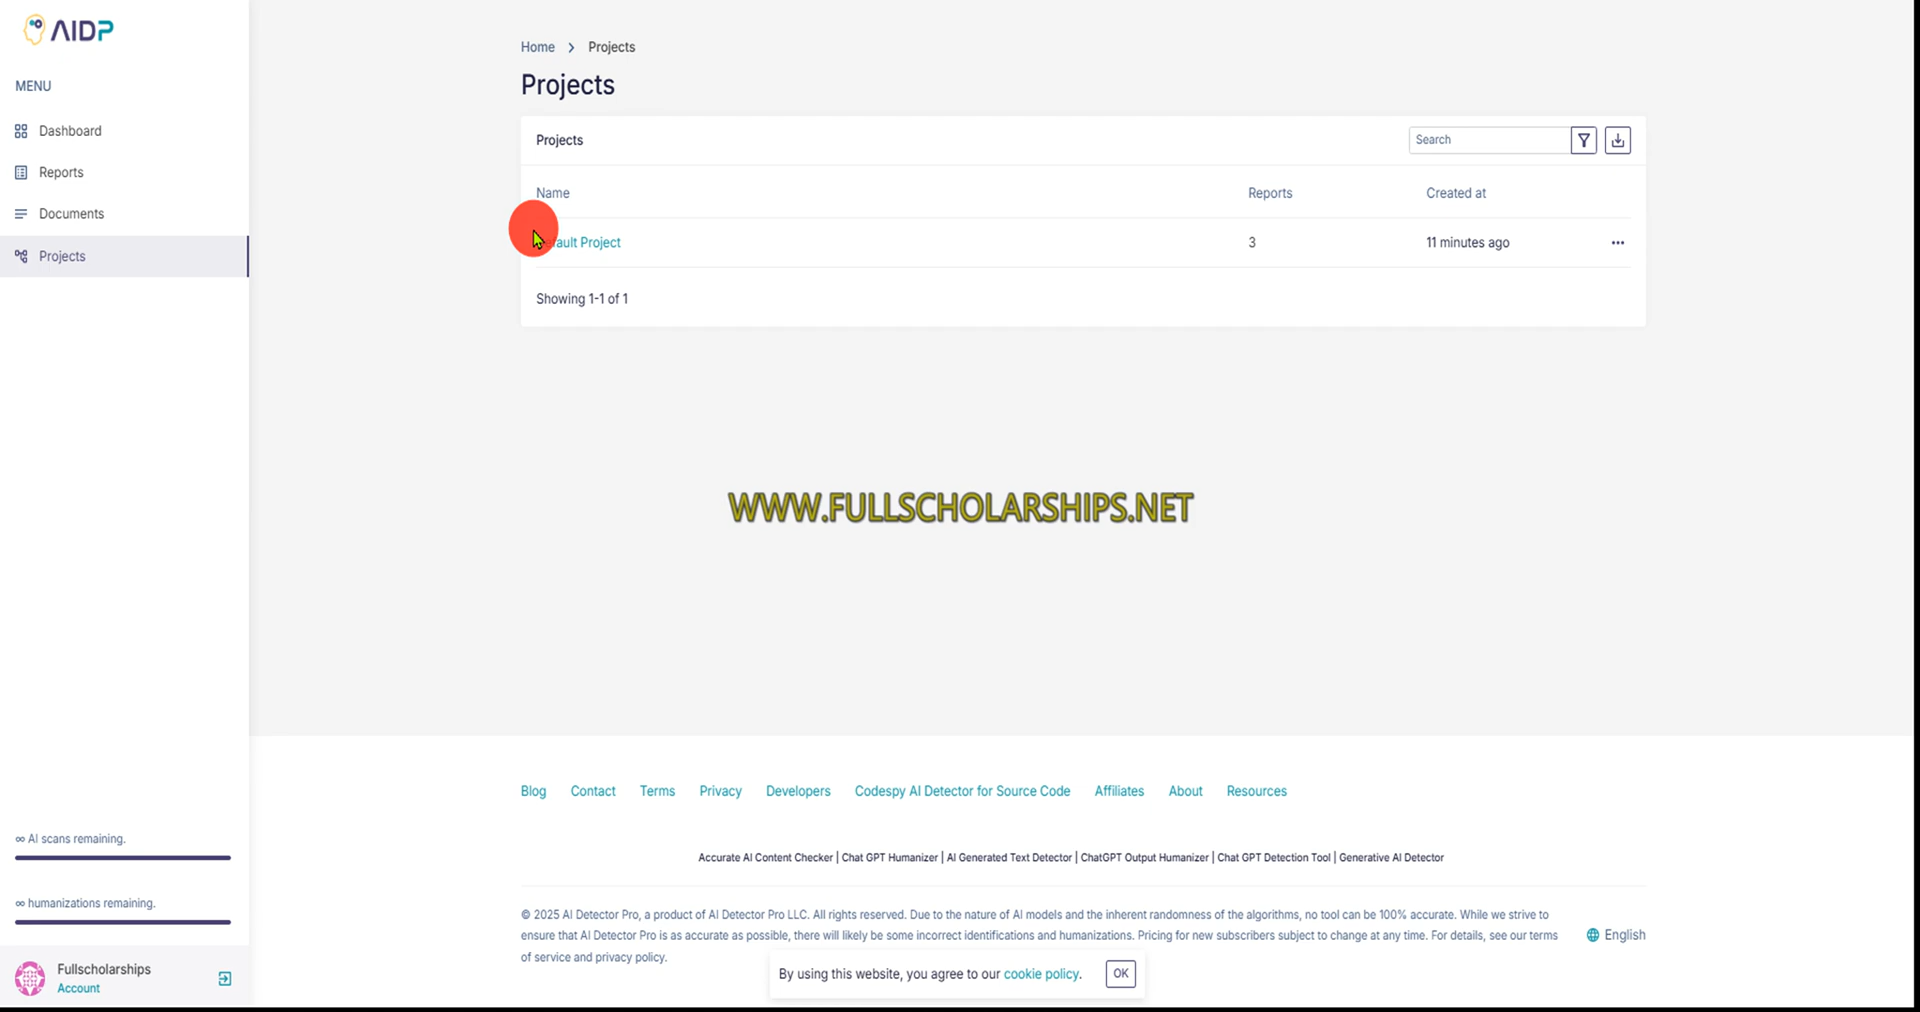 AIDP
MENU
Dashboard
Reports
Documents
Projects
∞ AI scans remaining.
∞ humanizations remaining.
Fullscholarships
Account
Home > Projects
Projects
Projects
Search
Name Reports Created at
ault Project 3 11 minutes ago
Showing 1-1 of 1
WWW.FULLSCHOLARSHIPS.NET
Blog Contact Terms Privacy Developers Codespy AI Detector for Source Code Affiliates About Resources
Accurate AI Content Checker | Chat GPT Humanizer | AI Generated Text Detector | ChatGPT Output Humanizer | Chat GPT Detection Tool | Generative AI Detector
© 2025 AI Detector Pro, a product of AI Detector Pro LLC. All rights reserved. Due to the nature of AI models and the inherent randomness of the algorithms, no tool can be 100% accurate. While we strive to
ensure that AI Detector Pro is as accurate as possible, there will likely be some incorrect identifications and humanizations. Pricing for new subscribers subject to change at any time. For details, see our terms
of service and privacy policy.
English
By using this website, you agree to our cookie policy. OK